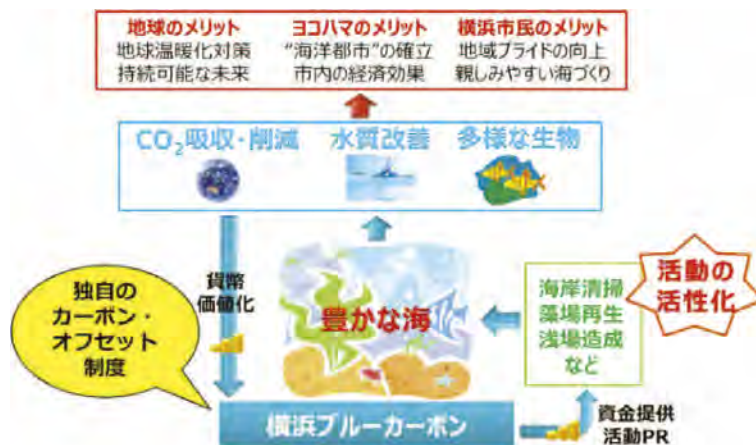 地球のメリット
地球温暖化対策
持続可能な未来
ヨコハマのメリット
“海洋都市”の確立
市内の経済効果
横浜市民のメリット
地域プライドの向上
親しみやすい海づくり
CO2吸収・削減
水質改善
多様な生物
独自の
カーボン・
オフセット
制度
貨幣
価値化
豊かな海
海岸清掃
藻場再生
浅場造成
など
活動の
活性化
横浜ブルーカーボン
資金提供
活動PR